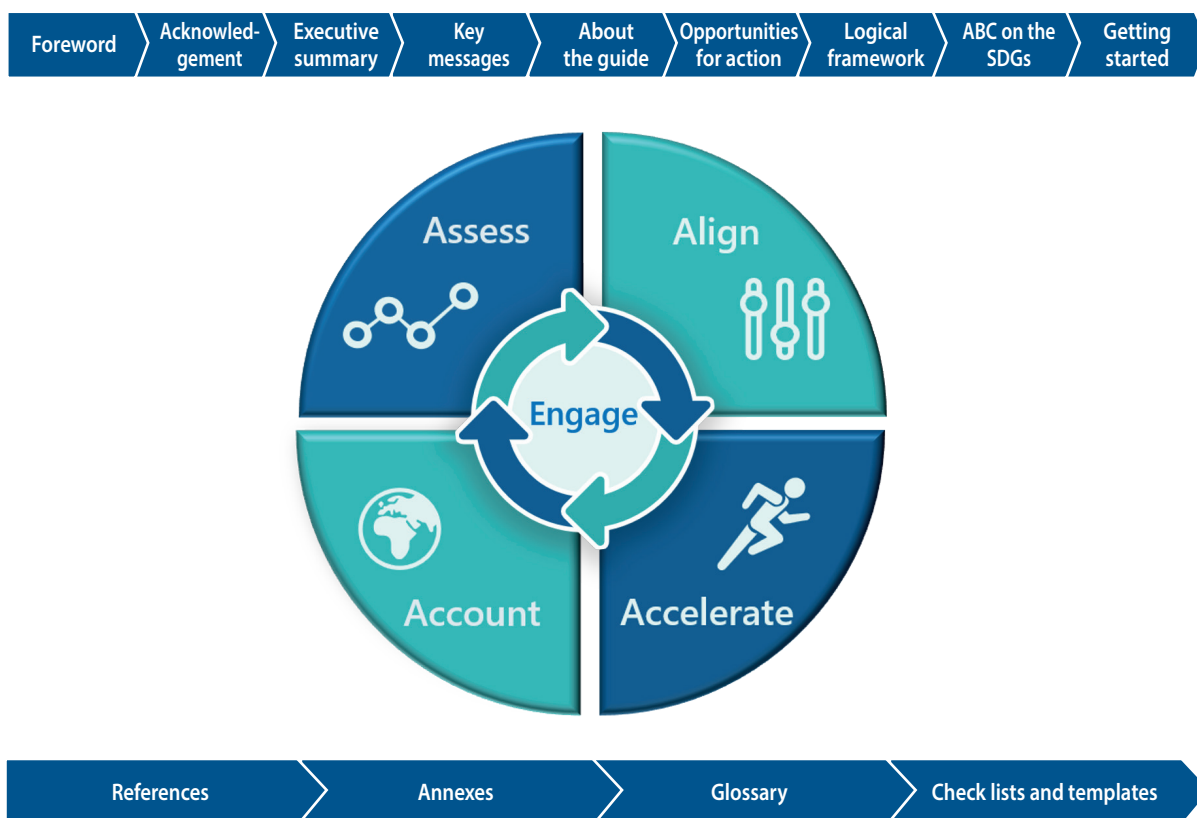 Foreword
Acknowled-
gement
Executive
summary
Key
messages
About
the guide
Opportunities
for action
Logical
framework
ABC on the
SDGs
Getting
started
Assess
Align
Engage
Account
Accelerate
References
Annexes
Glossary
Check lists and templates